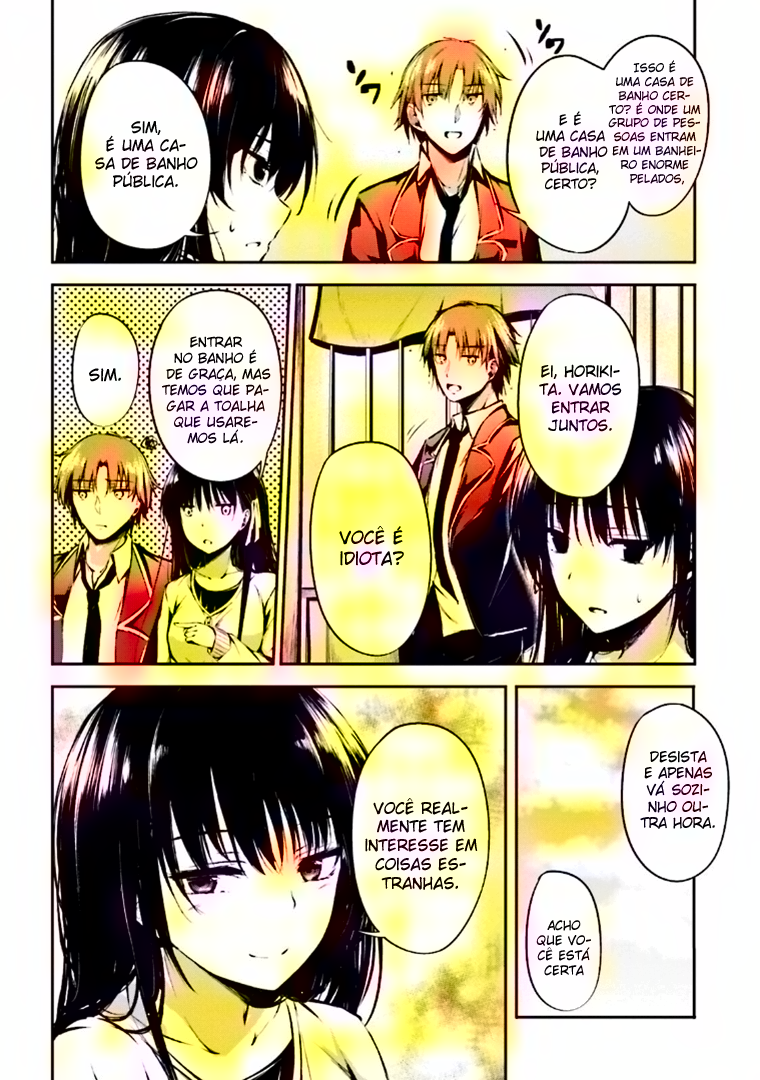 ISSO É
UMA CASA DE
BANHO CER-
TO? É ONDE UM
GRUPO DE PES-
SOAS ENTRAM
EM UM BANHEI-
RO ENORME
PELADOS,
E É
UMA CASA
DE BANHO
PÚBLICA,
CERTO?
ソワ
ソワ
SIM,
É UMA CA-
SA DE BANHO
PÚBLICA.
EI, HORIKI-
TA. VAMOS
ENTRAR
JUNTOS.
VOCÊ É
IDIOTA?
ENTRAR
NO BANHO É
DE GRAÇA, MAS
TEMOS QUE PA-
GAR A TOALHA
QUE USARE-
MOS LÁ.
SIM.
DESISTA
E APENAS
VÁ SOZI-
NHO OU-
TRA HORA.
ACHO
QUE VO-
CÊ ESTÁ
CERTA
VOCÊ REAL-
MENTE TEM
INTERESSE EM
COISAS ES-
TRANHAS.